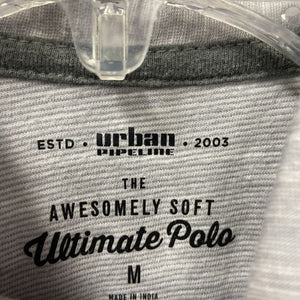 ESTD • urban • 2003
PIPELINE
THE
AWESOMELY SOFT
Ultimate Polo
M
MADE IN INDIA